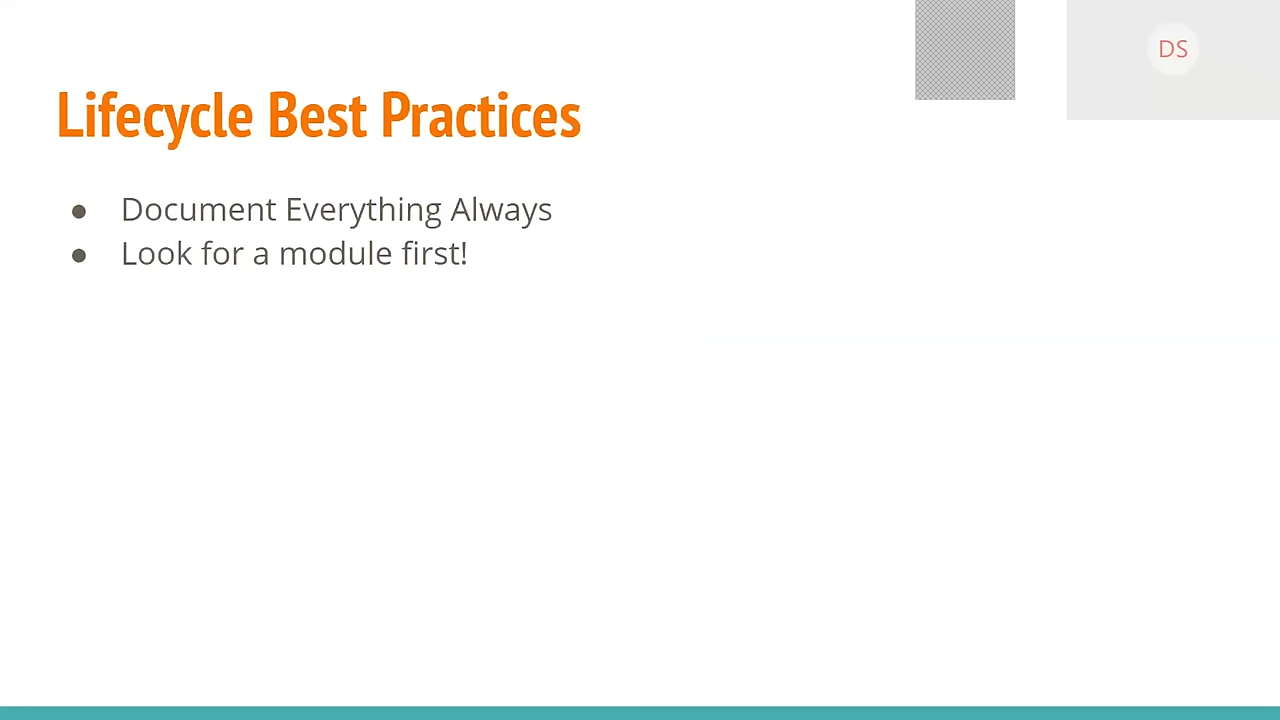 DS
Lifecycle Best Practices
● Document Everything Always
● Look for a module first!